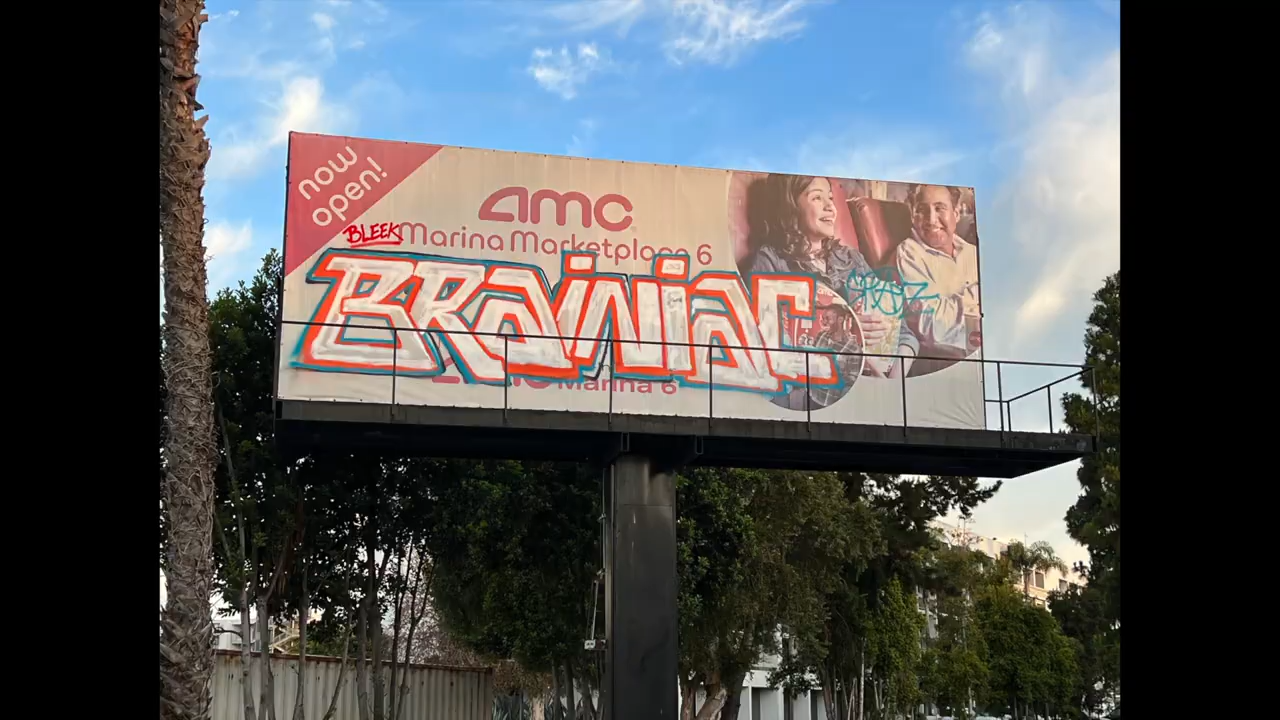 now
open!
amc
BLEEK
Marina Marketplace 6
BRAINIAC
Marina 6